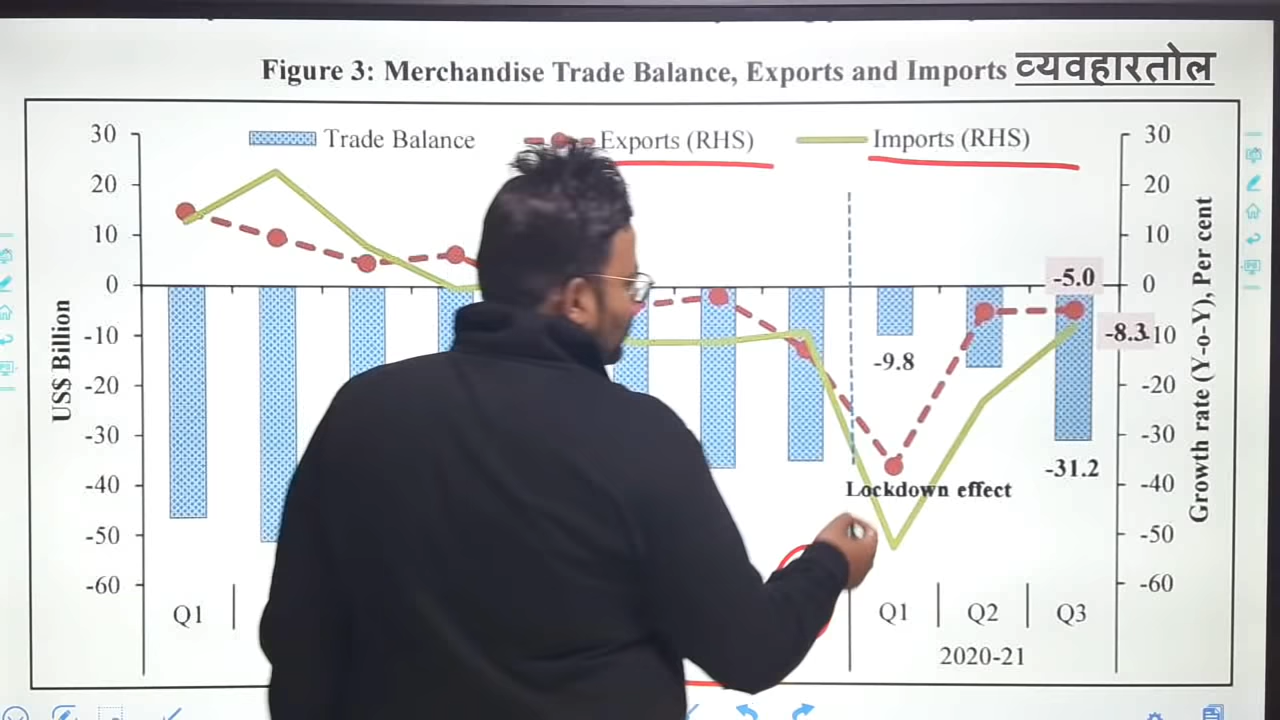 Figure 3: Merchandise Trade Balance, Exports and Imports व्यवहारतोल
Trade Balance
Exports (RHS)
Imports (RHS)
30
20
10
0
-10
-20
-30
-40
-50
-60
US$ Billion
30
20
10
0
-10
-20
-30
-40
-50
-60
Growth rate (Y-o-Y), Per cent
-5.0
-8.3
-9.8
-31.2
Lockdown effect
Q1
Q1
Q2
Q3
2020-21